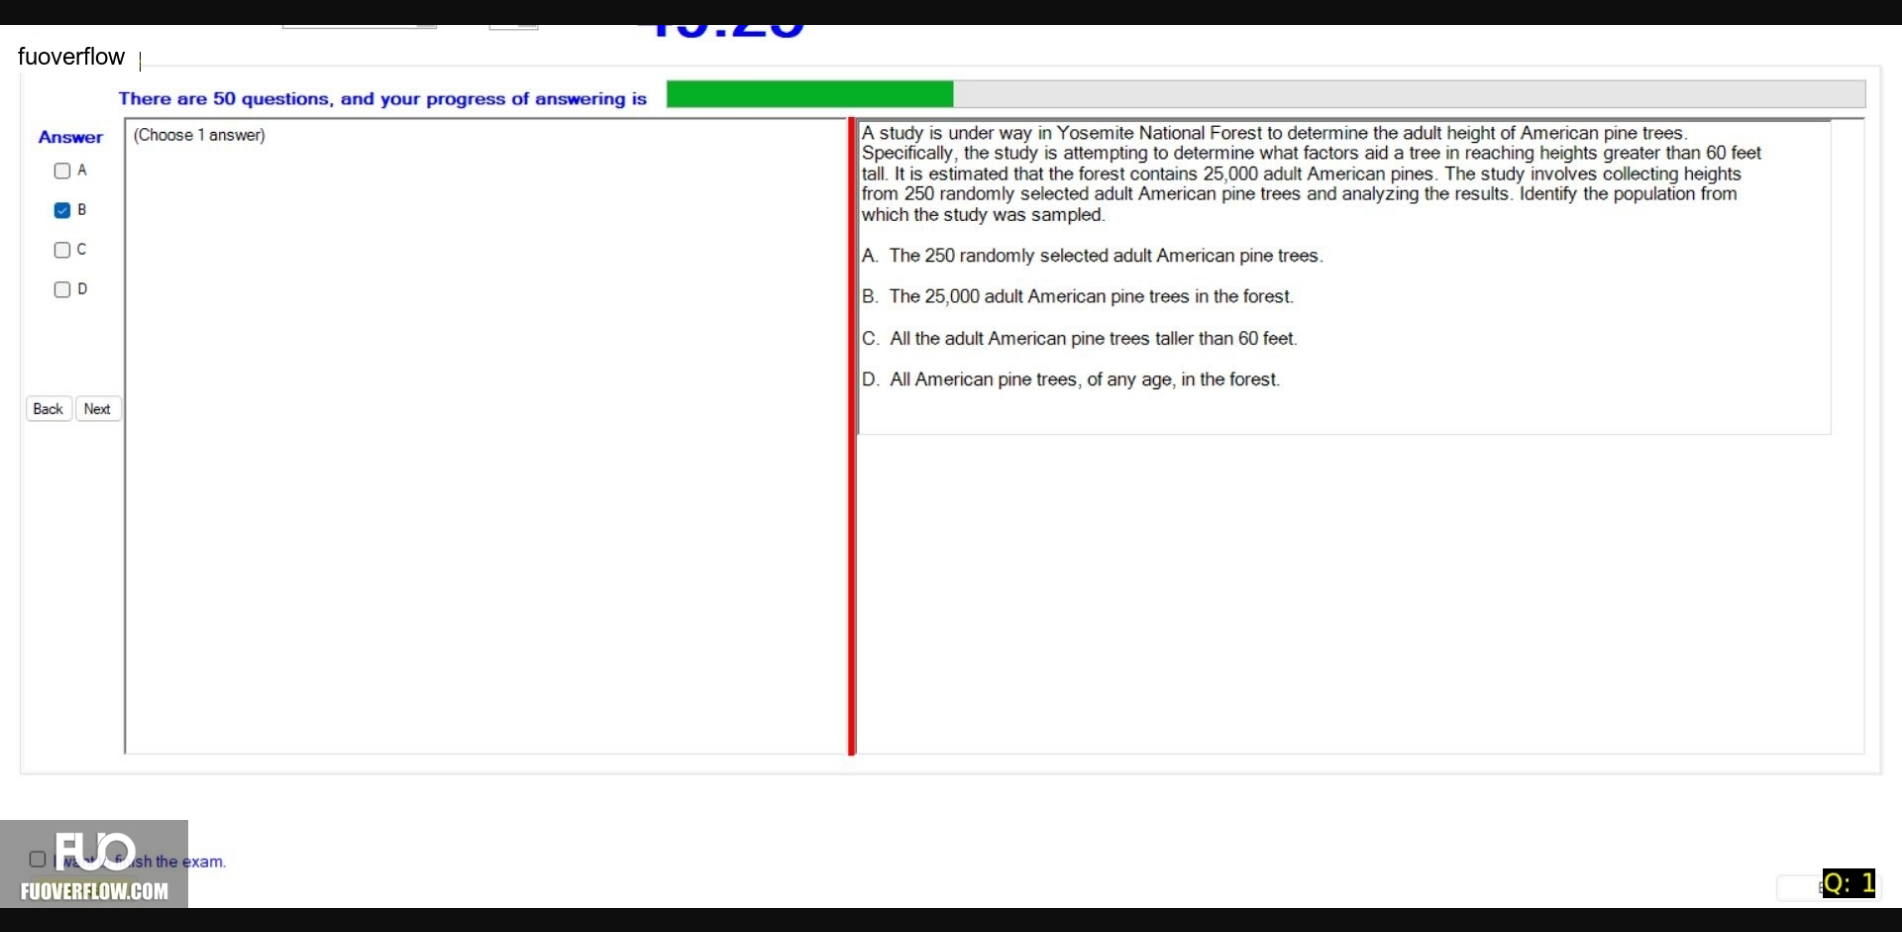 fuoverflow
There are 50 questions, and your progress of answering is
Answer
A
B
C
D
Back
Next
(Choose 1 answer)
A study is under way in Yosemite National Forest to determine the adult height of American pine trees.
Specifically, the study is attempting to determine what factors aid a tree in reaching heights greater than 60 feet
tall. It is estimated that the forest contains 25,000 adult American pines. The study involves collecting heights
from 250 randomly selected adult American pine trees and analyzing the results. Identify the population from
which the study was sampled.
A. The 250 randomly selected adult American pine trees.
B. The 25,000 adult American pine trees in the forest.
C. All the adult American pine trees taller than 60 feet.
D. All American pine trees, of any age, in the forest.
FUO
the exam.
FUOVERFLOW.COM
Q: 1